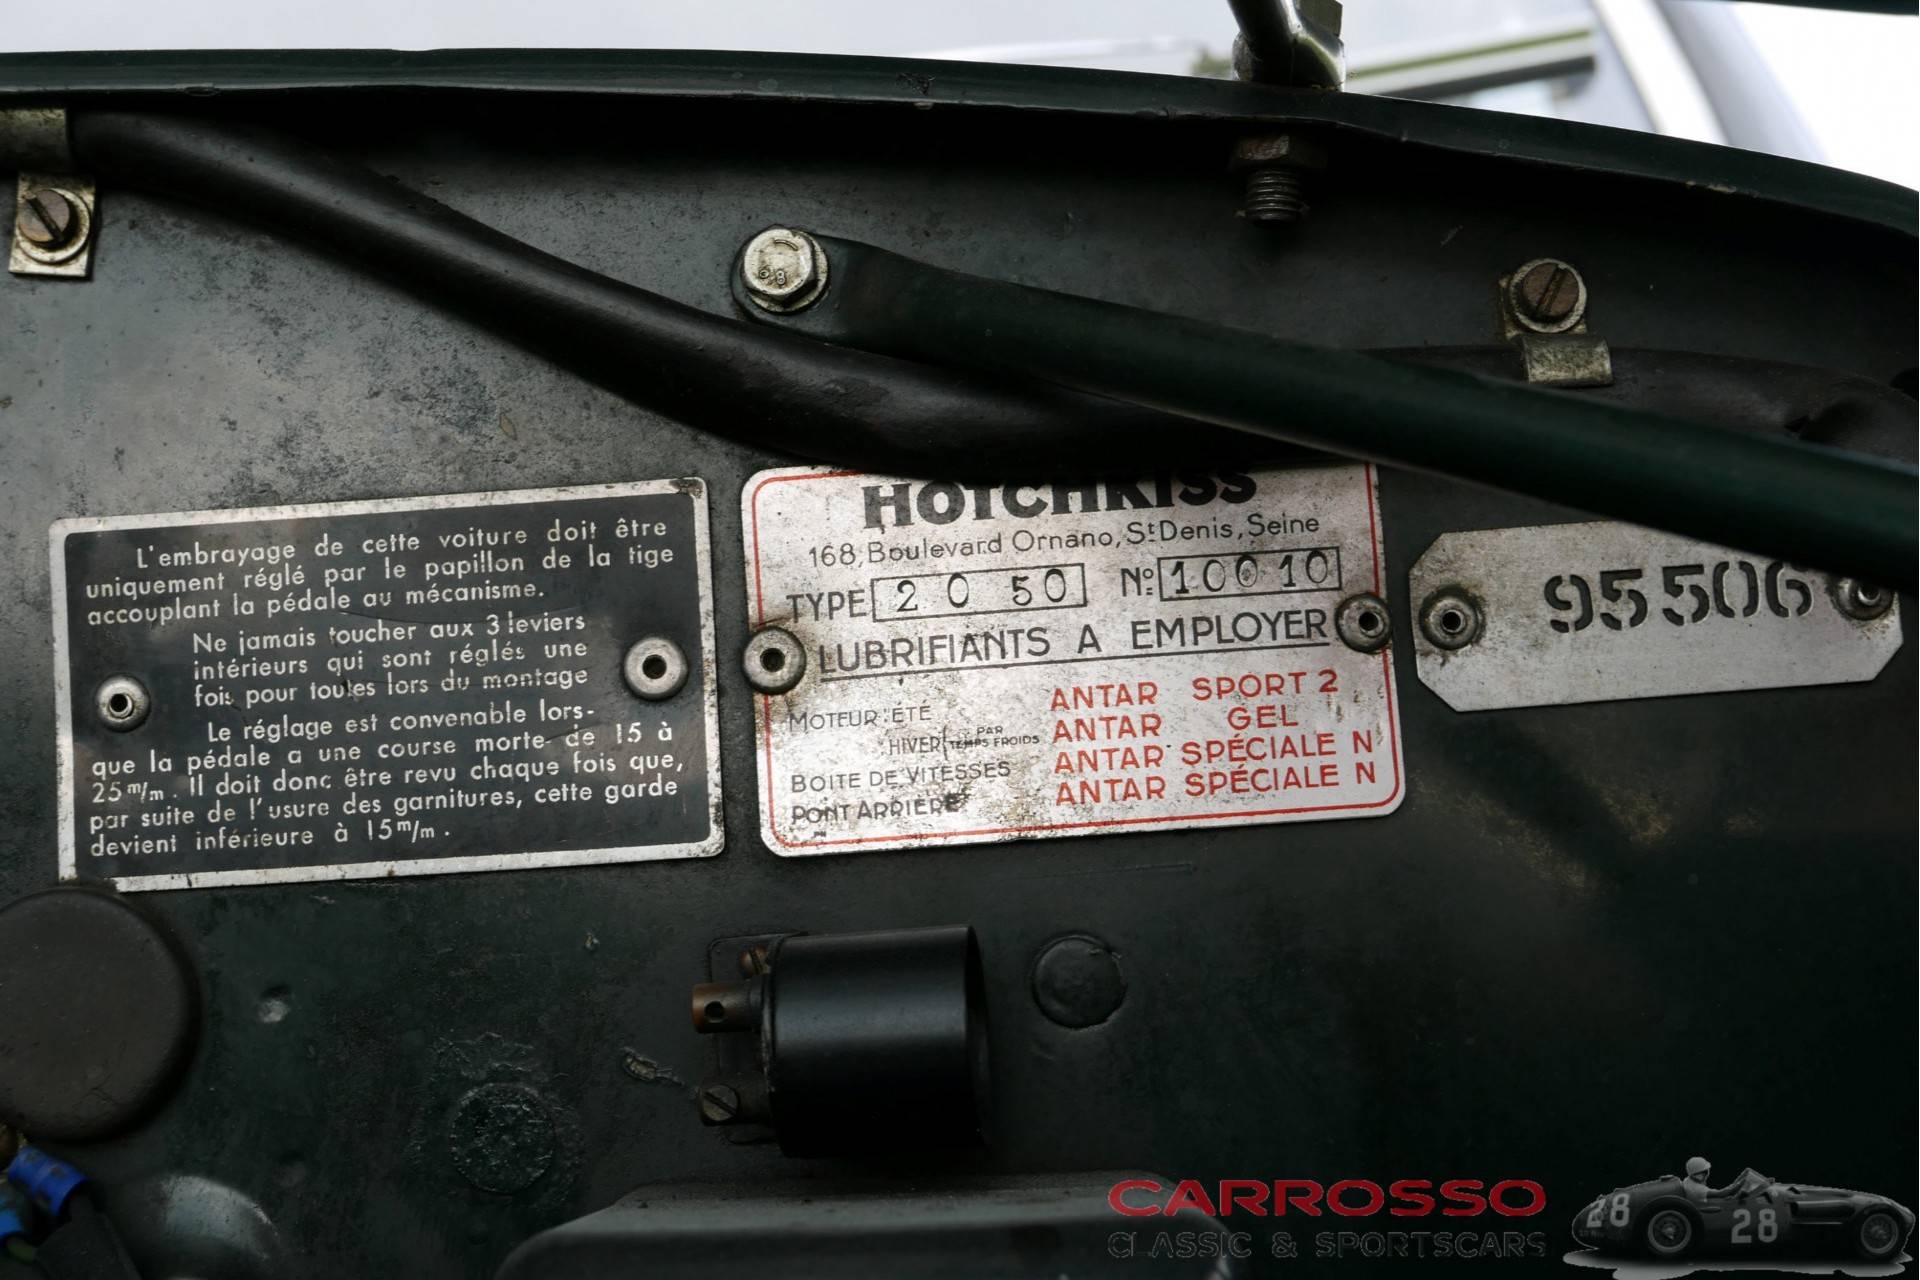 L'embrayage de cette voiture doit être
uniquement réglé par le papillon de la tige
accouplant la pédale au mécanisme.
Ne jamais toucher aux 3 leviers
intérieurs qui sont réglés une
fois pour toutes lors du montage
Le réglage est convenable lors-
que la pédale a une course morte de 15 à
25 m/m. Il doit donc être revu chaque fois que,
par suite de l'usure des garnitures, cette garde
devient inférieure à 15 m/m.
HOTCHKISS
168, Boulevard Ornano, St Denis, Seine
TYPE 20 50 No: 10010
LUBRIFIANTS A EMPLOYER
MOTEUR: ÉTÉ ANTAR SPORT 2
HIVER ( ET PAR TEMPS FROIDS ANTAR GEL
BOITE DE VITESSES ANTAR SPÉCIALE N
PONT ARRIÈRE ANTAR SPÉCIALE N
95506
68
CARROSSO
CLASSIC & SPORTSCARS
28
28